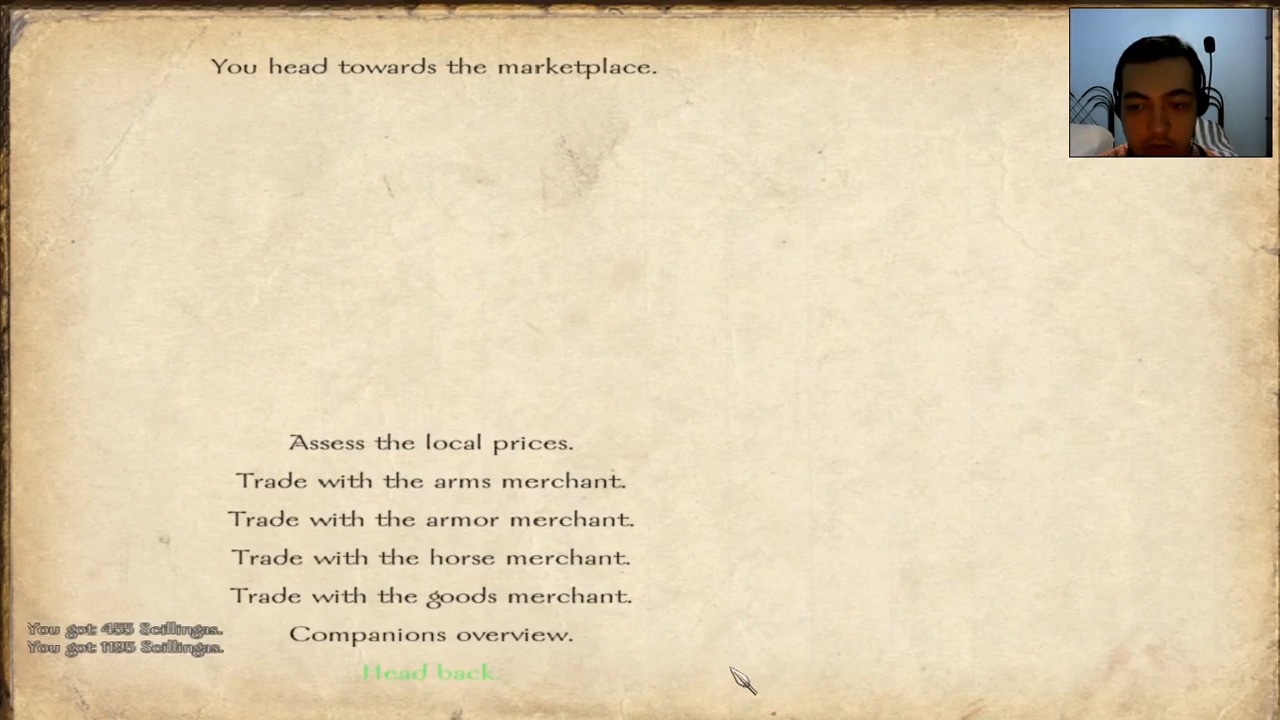 You head towards the marketplace.
Assess the local prices.
Trade with the arms merchant.
Trade with the armor merchant.
Trade with the horse merchant.
Trade with the goods merchant.
Companions overview.
Head back.
You got 455 Scillingas.
You got 1195 Scillingas.